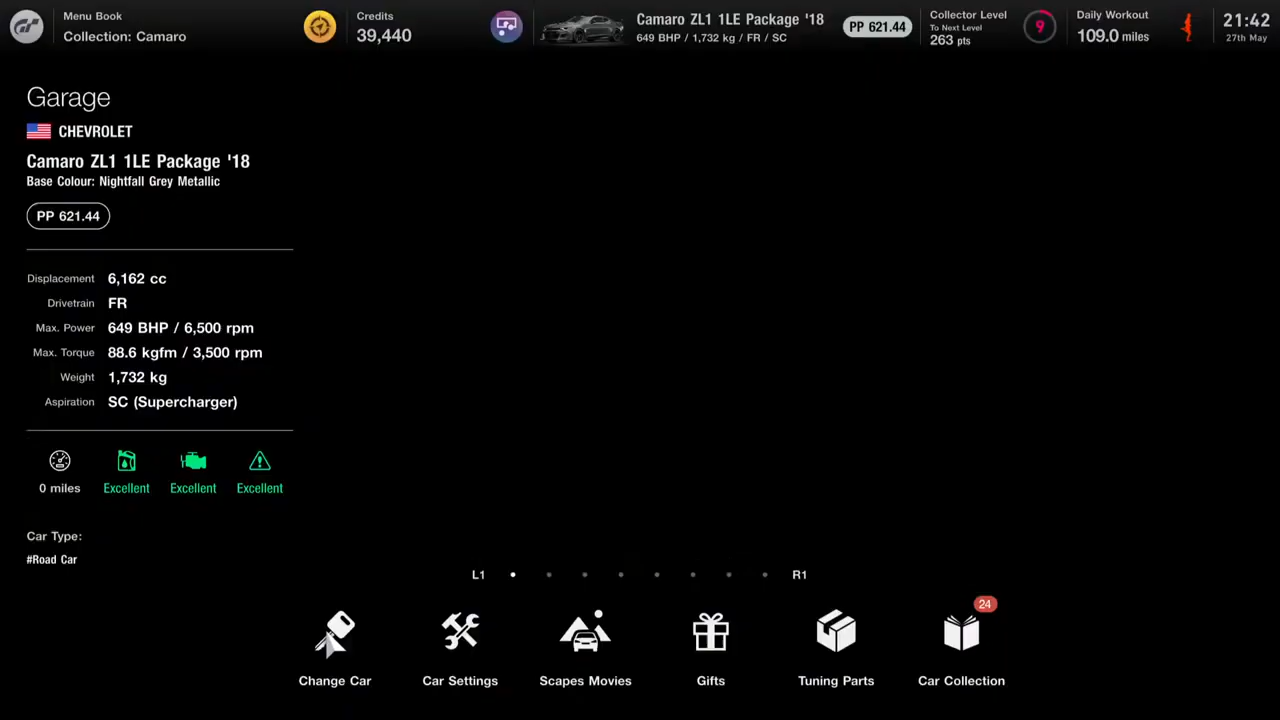 Menu Book
Collection: Camaro
Credits
39,440
Camaro ZL1 1LE Package '18
649 BHP / 1,732 kg / FR / SC
PP 621.44
Collector Level
To Next Level
263 pts
9
Daily Workout
109.0 miles
21:42
27th May
Garage
CHEVROLET
Camaro ZL1 1LE Package '18
Base Colour: Nightfall Grey Metallic
PP 621.44
Displacement 6,162 cc
Drivetrain FR
Max. Power 649 BHP / 6,500 rpm
Max. Torque 88.6 kgfm / 3,500 rpm
Weight 1,732 kg
Aspiration SC (Supercharger)
0 miles Excellent Excellent Excellent
Car Type:
#Road Car
L1 R1
24
Change Car Car Settings Scapes Movies Gifts Tuning Parts Car Collection